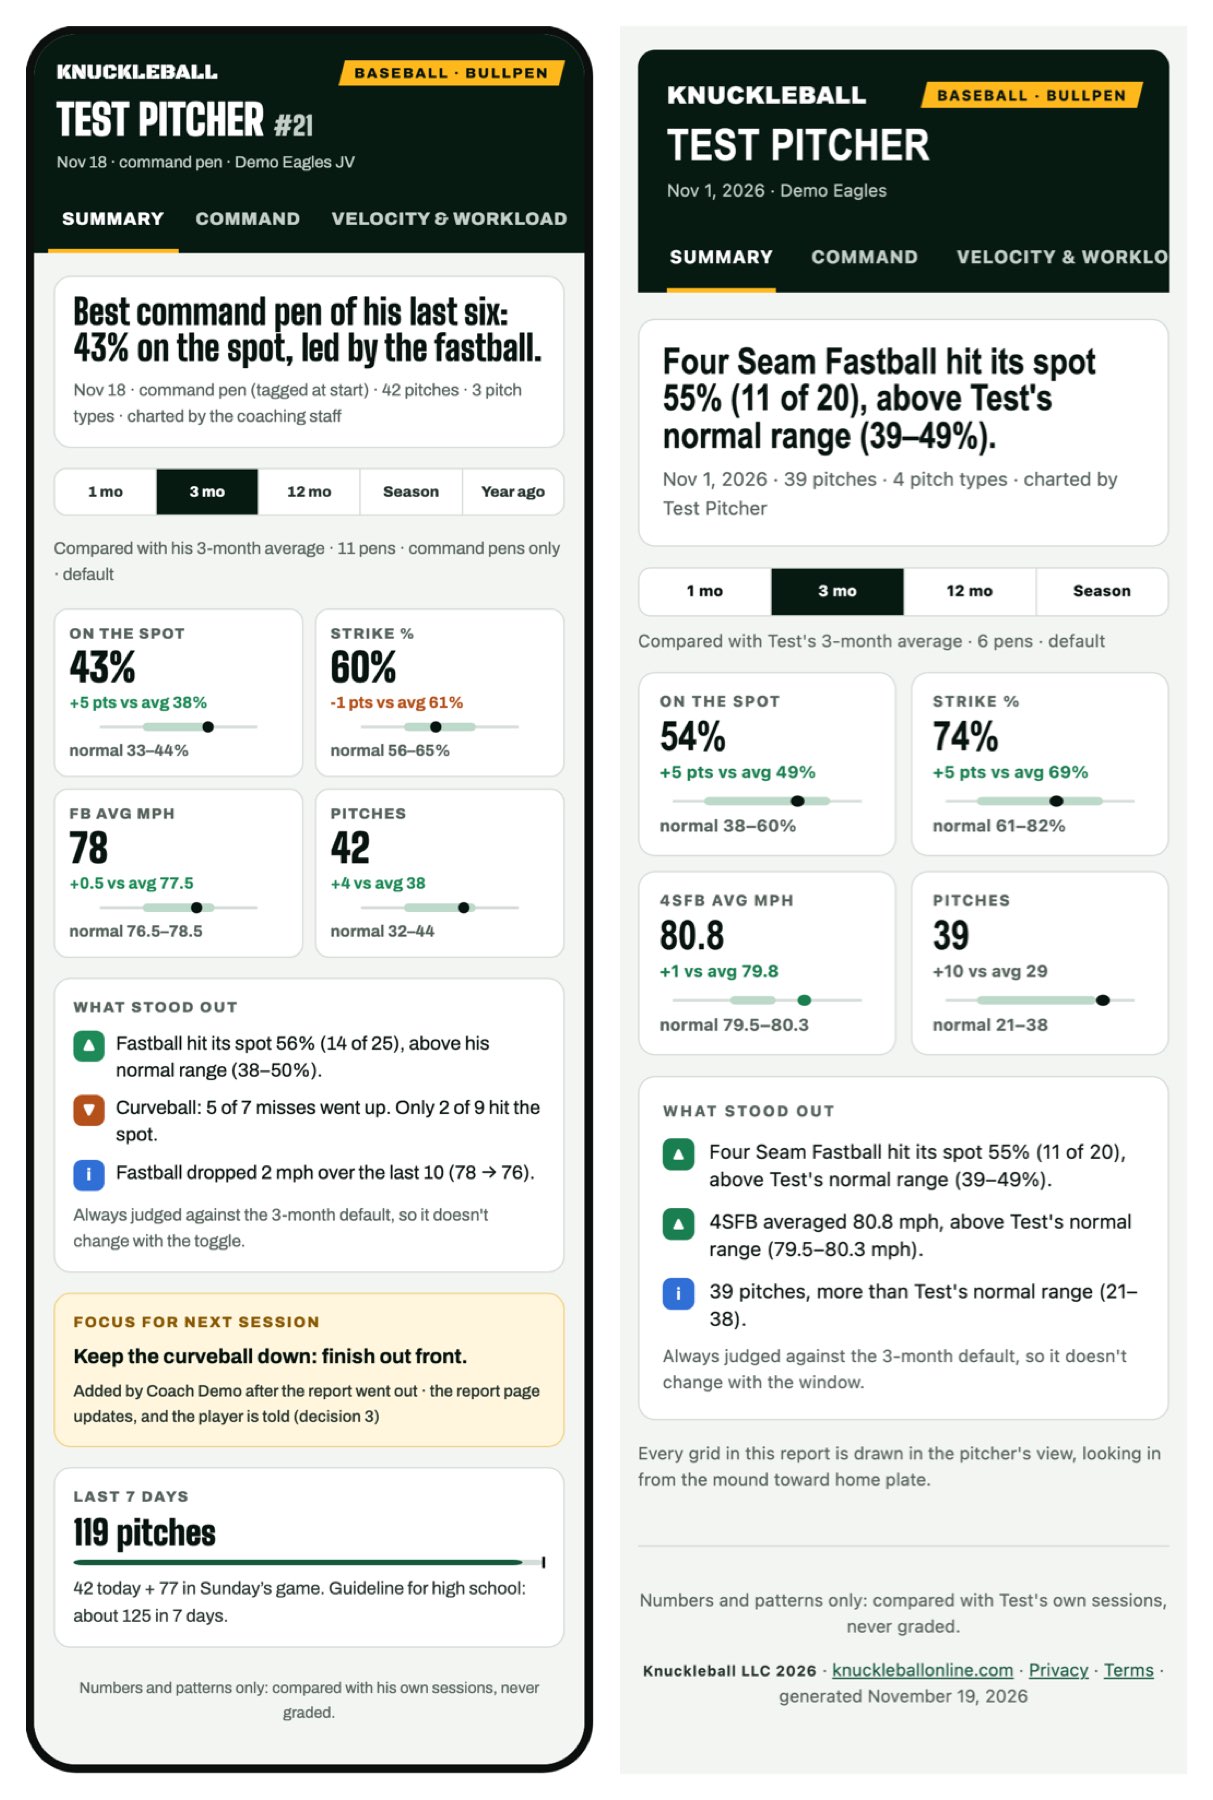 KNUCKLEBALL
BASEBALL · BULLPEN
TEST PITCHER #21
Nov 18 · command pen · Demo Eagles JV
SUMMARY COMMAND VELOCITY & WORKLOAD
Best command pen of his last six:
43% on the spot, led by the fastball.
Nov 18 · command pen (tagged at start) · 42 pitches · 3 pitch
types · charted by the coaching staff
1 mo 3 mo 12 mo Season Year ago
Compared with his 3-month average · 11 pens · command pens only
· default
ON THE SPOT
43%
+5 pts vs avg 38%
normal 33–44%
STRIKE %
60%
-1 pts vs avg 61%
normal 56–65%
FB AVG MPH
78
+0.5 vs avg 77.5
normal 76.5–78.5
PITCHES
42
+4 vs avg 38
normal 32–44
WHAT STOOD OUT
Fastball hit its spot 56% (14 of 25), above his
normal range (38–50%).
Curveball: 5 of 7 misses went up. Only 2 of 9 hit the
spot.
i Fastball dropped 2 mph over the last 10 (78 → 76).
Always judged against the 3-month default, so it doesn't
change with the toggle.
FOCUS FOR NEXT SESSION
Keep the curveball down: finish out front.
Added by Coach Demo after the report went out · the report page
updates, and the player is told (decision 3)
LAST 7 DAYS
119 pitches
42 today + 77 in Sunday's game. Guideline for high school:
about 125 in 7 days.
Numbers and patterns only: compared with his own sessions, never
graded.
KNUCKLEBALL
BASEBALL · BULLPEN
TEST PITCHER
Nov 1, 2026 · Demo Eagles
SUMMARY COMMAND VELOCITY & WORKLO
Four Seam Fastball hit its spot
55% (11 of 20), above Test's
normal range (39–49%).
Nov 1, 2026 · 39 pitches · 4 pitch types · charted by
Test Pitcher
1 mo 3 mo 12 mo Season
Compared with Test's 3-month average · 6 pens · default
ON THE SPOT
54%
+5 pts vs avg 49%
normal 38–60%
STRIKE %
74%
+5 pts vs avg 69%
normal 61–82%
4SFB AVG MPH
80.8
+1 vs avg 79.8
normal 79.5–80.3
PITCHES
39
+10 vs avg 29
normal 21–38
WHAT STOOD OUT
Four Seam Fastball hit its spot 55% (11 of 20),
above Test's normal range (39–49%).
4SFB averaged 80.8 mph, above Test's normal
range (79.5–80.3 mph).
i 39 pitches, more than Test's normal range (21–
38).
Always judged against the 3-month default, so it doesn't
change with the window.
Every grid in this report is drawn in the pitcher's view, looking in
from the mound toward home plate.
Numbers and patterns only: compared with Test's own sessions,
never graded.
Knuckleball LLC 2026 · knuckleballonline.com · Privacy · Terms ·
generated November 19, 2026